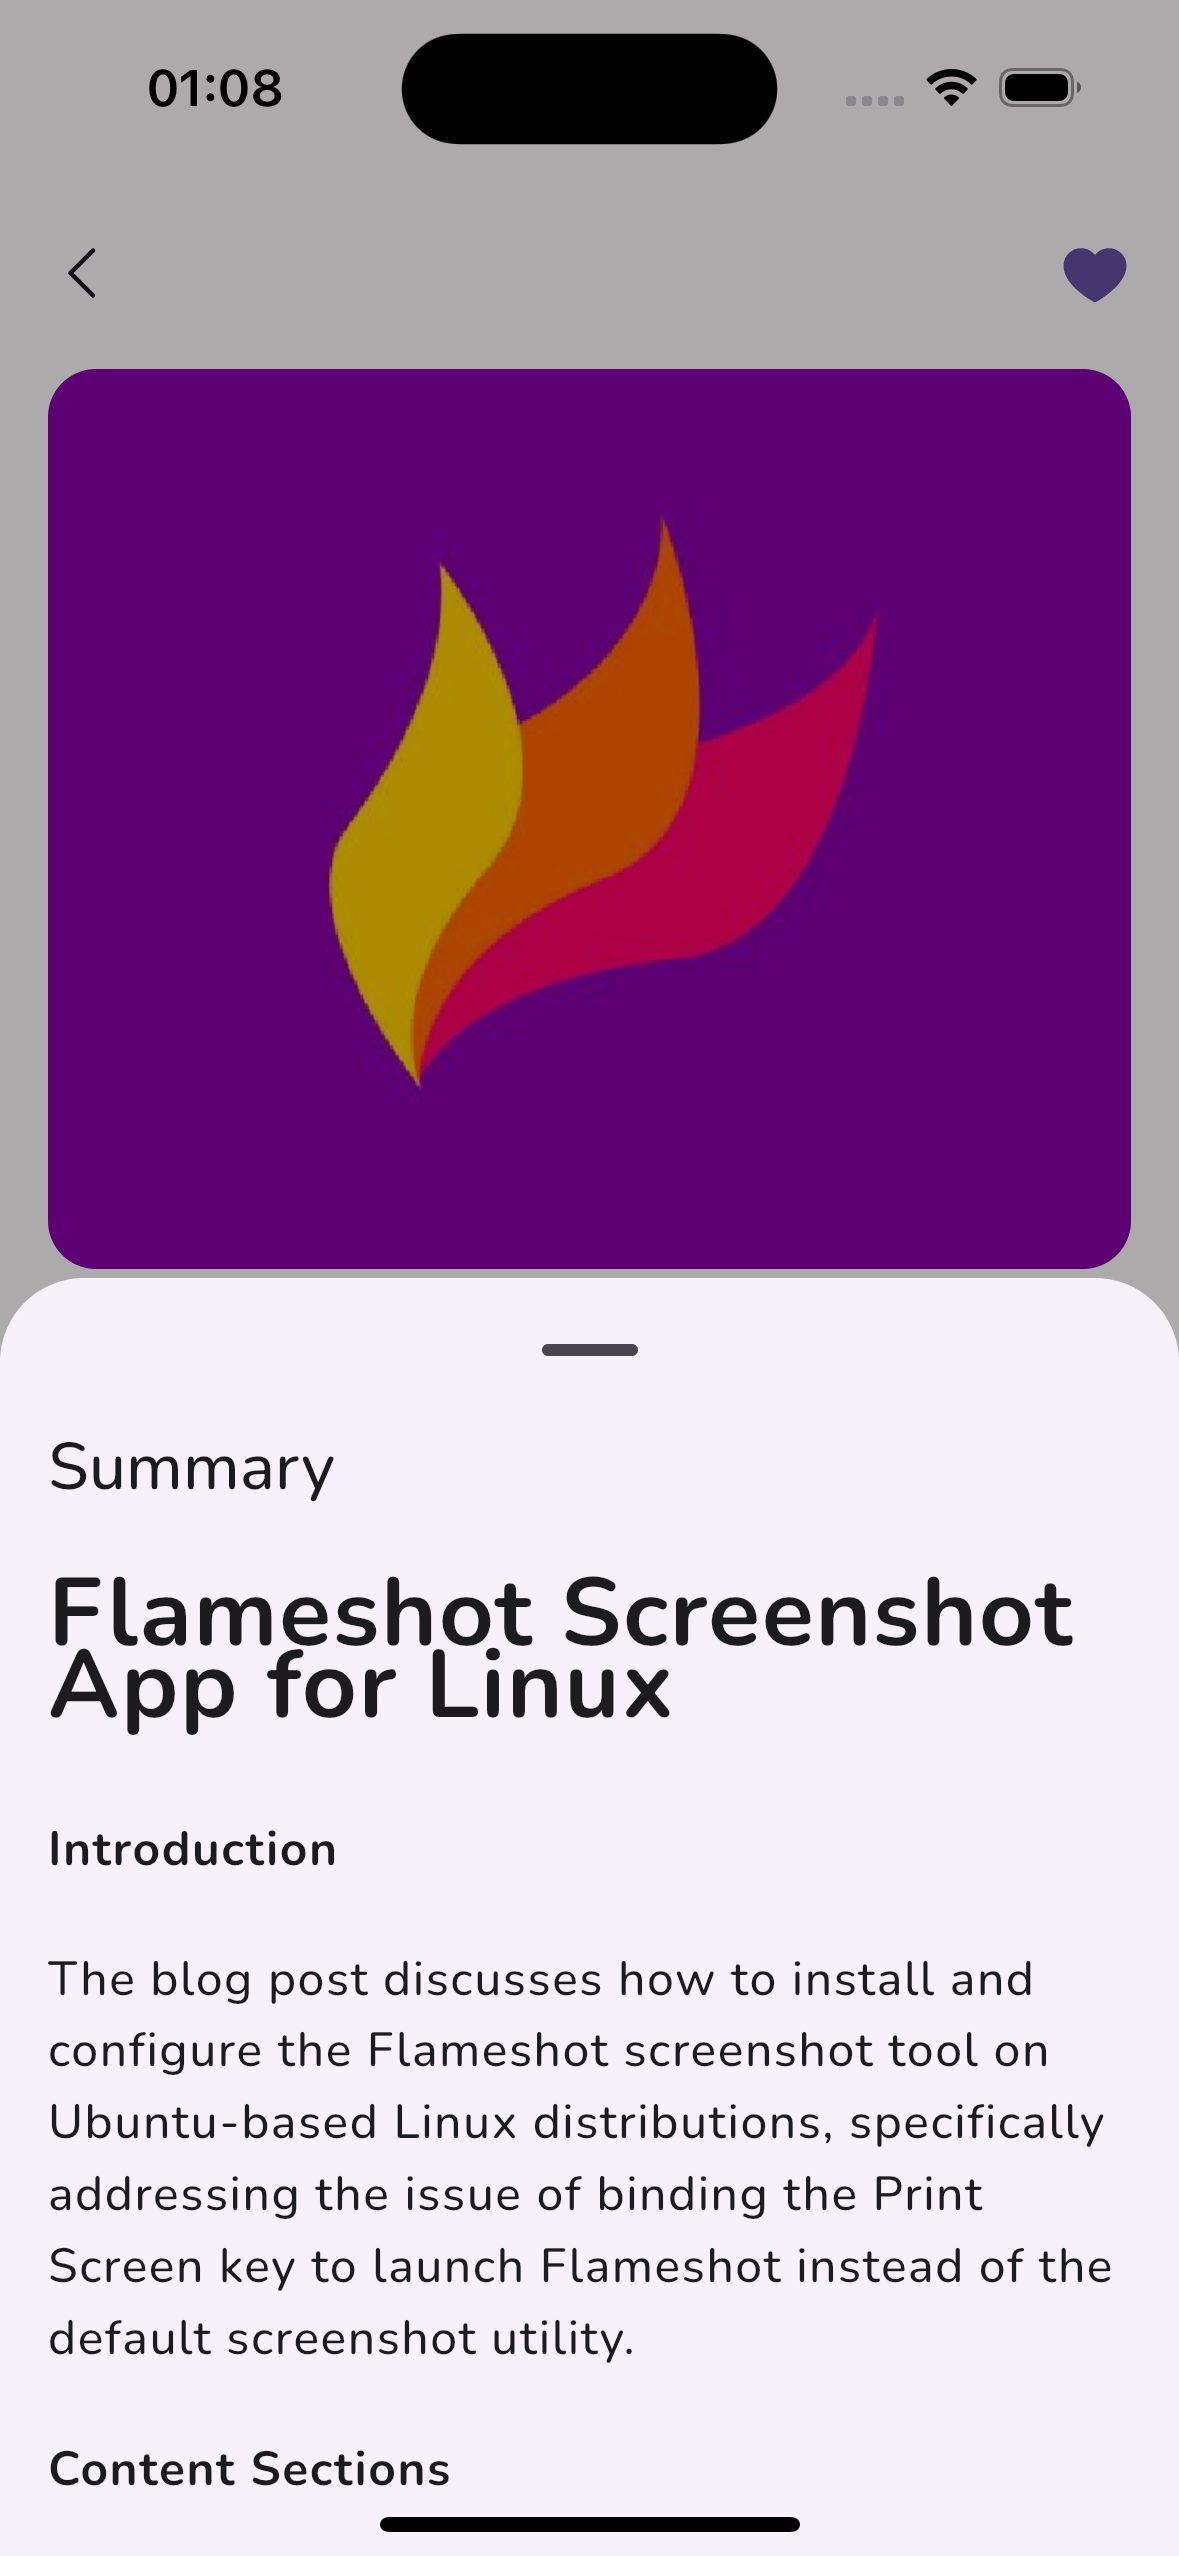 01:08
Summary
Flameshot Screenshot
App for Linux
Introduction
The blog post discusses how to install and
configure the Flameshot screenshot tool on
Ubuntu-based Linux distributions, specifically
addressing the issue of binding the Print
Screen key to launch Flameshot instead of the
default screenshot utility.
Content Sections